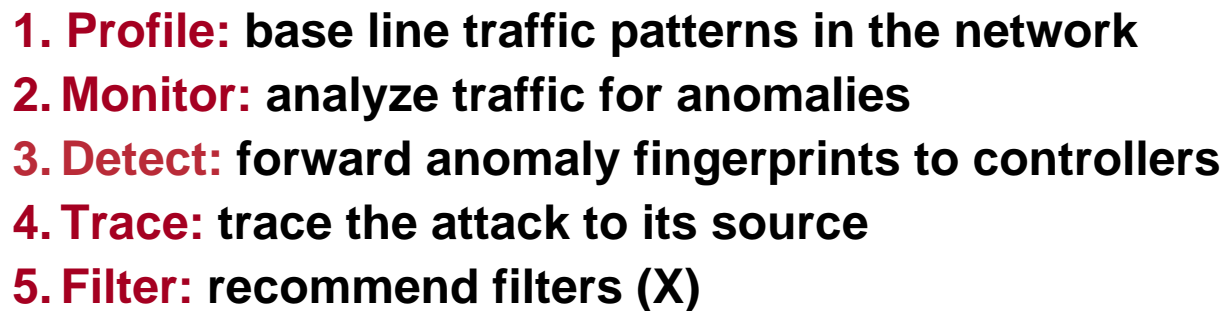 1. Profile: base line traffic patterns in the network
2. Monitor: analyze traffic for anomalies
3. Detect: forward anomaly fingerprints to controllers
4. Trace: trace the attack to its source
5. Filter: recommend filters (X)